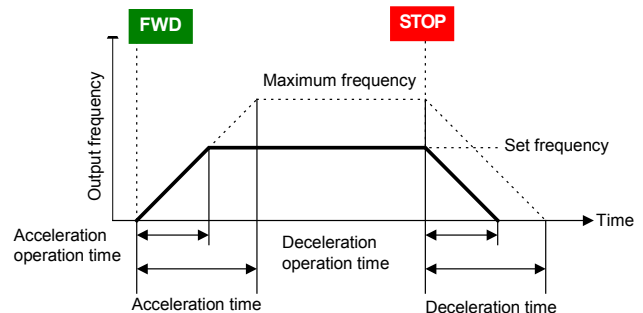 FWD
STOP
Output frequency
Maximum frequency
Set frequency
Time
Acceleration
operation time
Deceleration
operation time
Acceleration time
Deceleration time